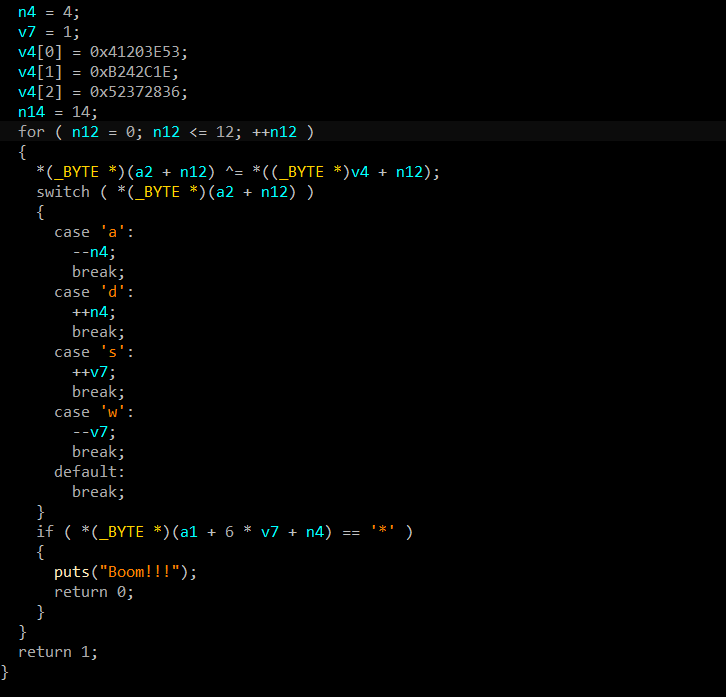 n4 = 4;
v7 = 1;
v4[0] = 0x41203E53;
v4[1] = 0xB242C1E;
v4[2] = 0x52372836;
n14 = 14;
for ( n12 = 0; n12 <= 12; ++n12 )
{
*(_BYTE *)(a2 + n12) ^= *((_BYTE *)v4 + n12);
switch ( *(_BYTE *)(a2 + n12) )
{
case 'a':
--n4;
break;
case 'd':
++n4;
break;
case 's':
++v7;
break;
case 'w':
--v7;
break;
default:
break;
}
if ( *(_BYTE *)(a1 + 6 * v7 + n4) == '*' )
{
puts("Boom!!!");
return 0;
}
}
return 1;
}